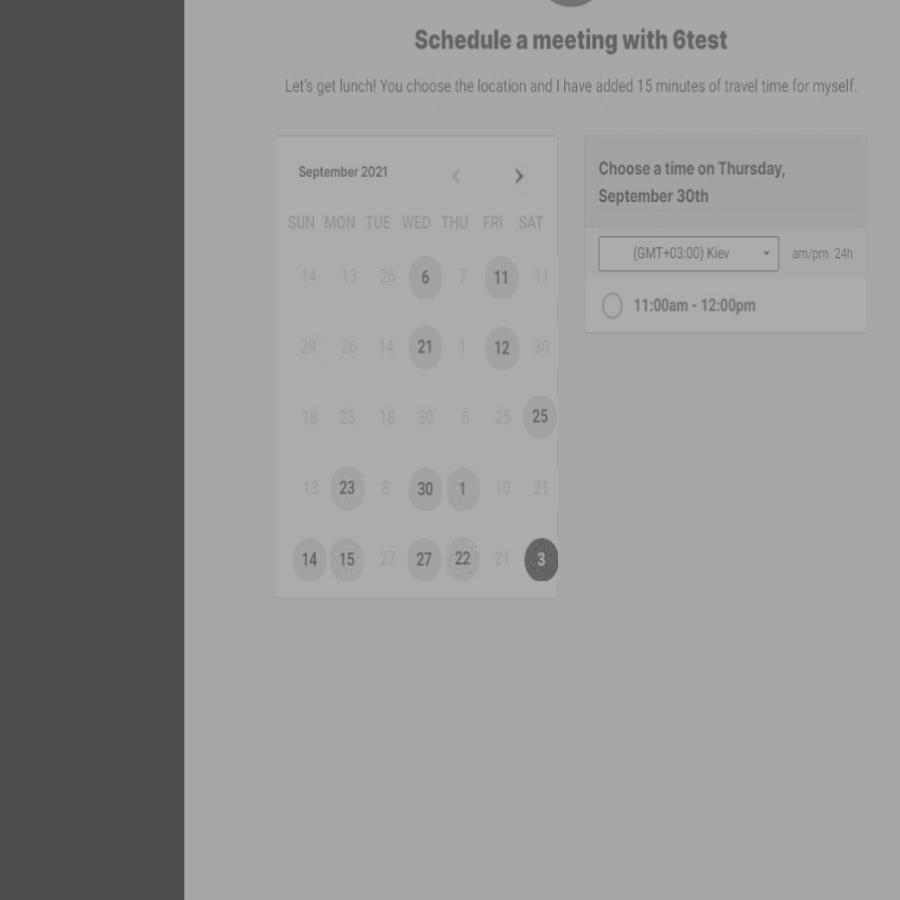 Schedule a meeting with 6test
Let's get lunch! You choose the location and I have added 15 minutes of travel time for myself.
September 2021
SUN MON TUE WED THU FRI SAT
14 13 26 6 7 11 11
29 26 14 21 1 12 30
18 23 18 30 6 25 25
13 23 8 30 1 10 21
14 15 27 27 22 21 3
Choose a time on Thursday,
September 30th
(GMT+03:00) Kiev am/pm 24h
11:00am - 12:00pm